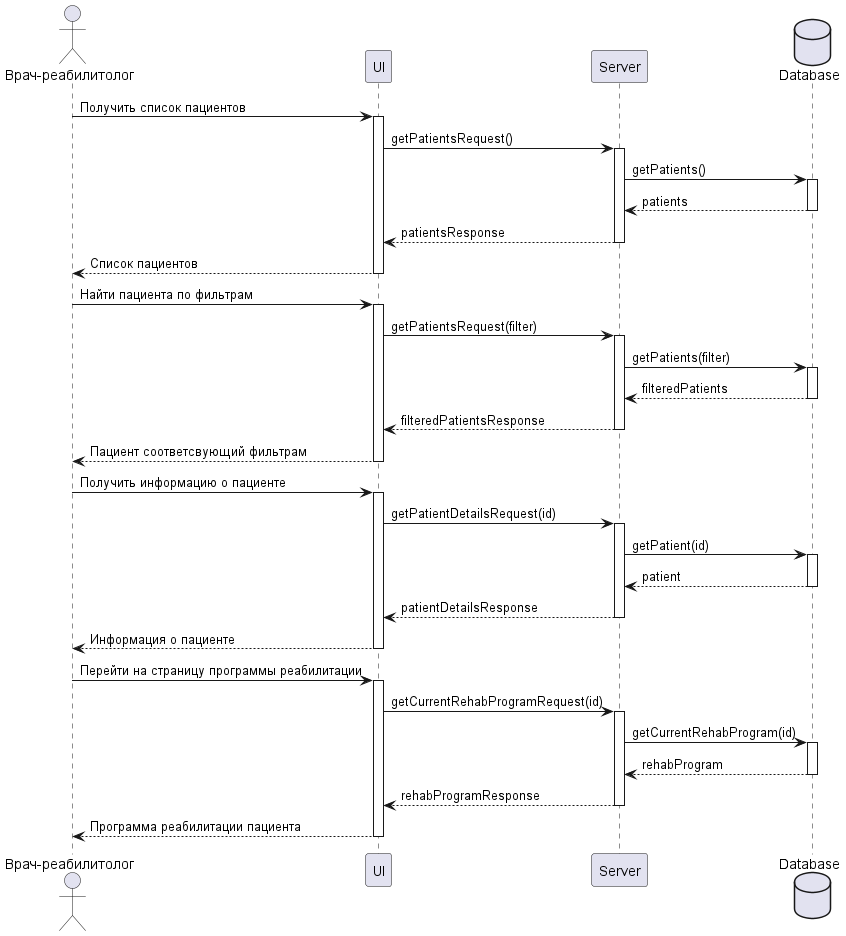 Врач-реабилитолог
UI
Server
Database
Получить список пациентов
getPatientsRequest()
getPatients()
patients
patientsResponse
Список пациентов
Найти пациента по фильтрам
getPatientsRequest(filter)
getPatients(filter)
filteredPatients
filteredPatientsResponse
Пациент соответсвующий фильтрам
Получить информацию о пациенте
getPatientDetailsRequest(id)
getPatient(id)
patient
patientDetailsResponse
Информация о пациенте
Перейти на страницу программы реабилитации
getCurrentRehabProgramRequest(id)
getCurrentRehabProgram(id)
rehabProgram
rehabProgramResponse
Программа реабилитации пациента
Врач-реабилитолог
UI
Server
Database